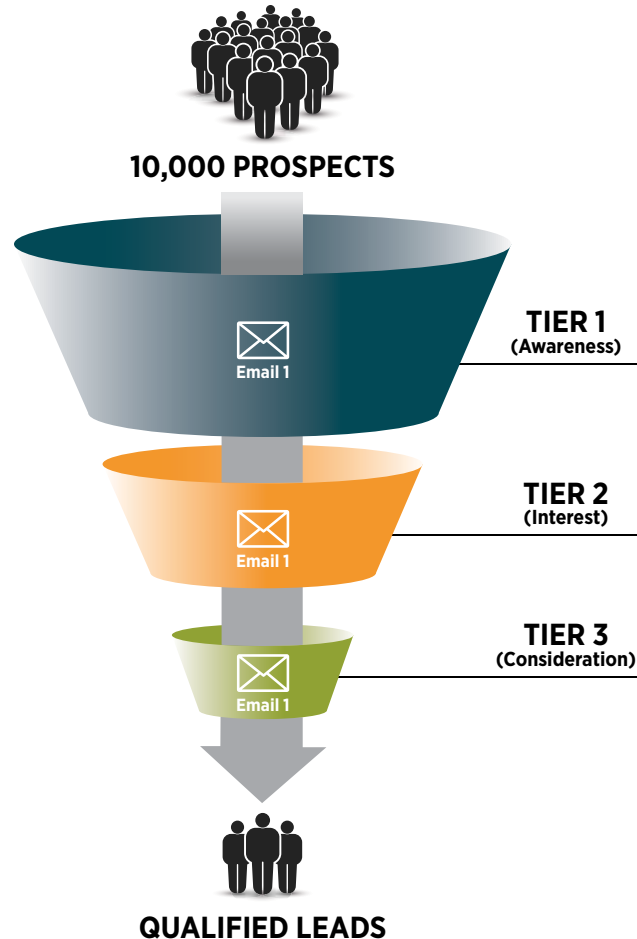 10,000 PROSPECTS
Email 1
TIER 1
(Awareness)
Email 1
TIER 2
(Interest)
Email 1
TIER 3
(Consideration)
QUALIFIED LEADS